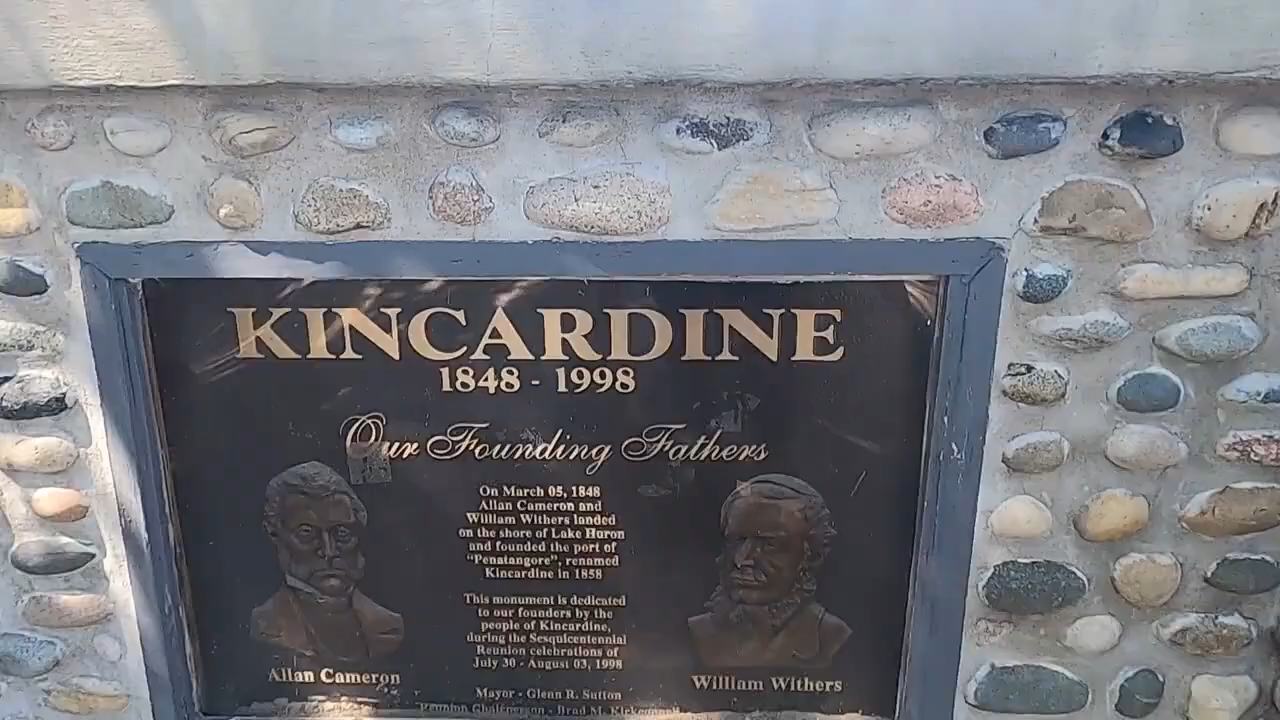 KINCARDINE
1848 - 1998
Our Founding Fathers
On March 05, 1848
Allan Cameron and
William Withers landed
on the shore of Lake Huron
and founded the port of
"Penatangore", renamed
Kincardine in 1858
This monument is dedicated
to our founders by the
people of Kincardine,
during the Sesquicentennial
Reunion celebrations of
July 30 - August 03, 1998
Allan Cameron
William Withers
Mayor - Glenn R. Sutton
Reunion Chairperson - Brad M.